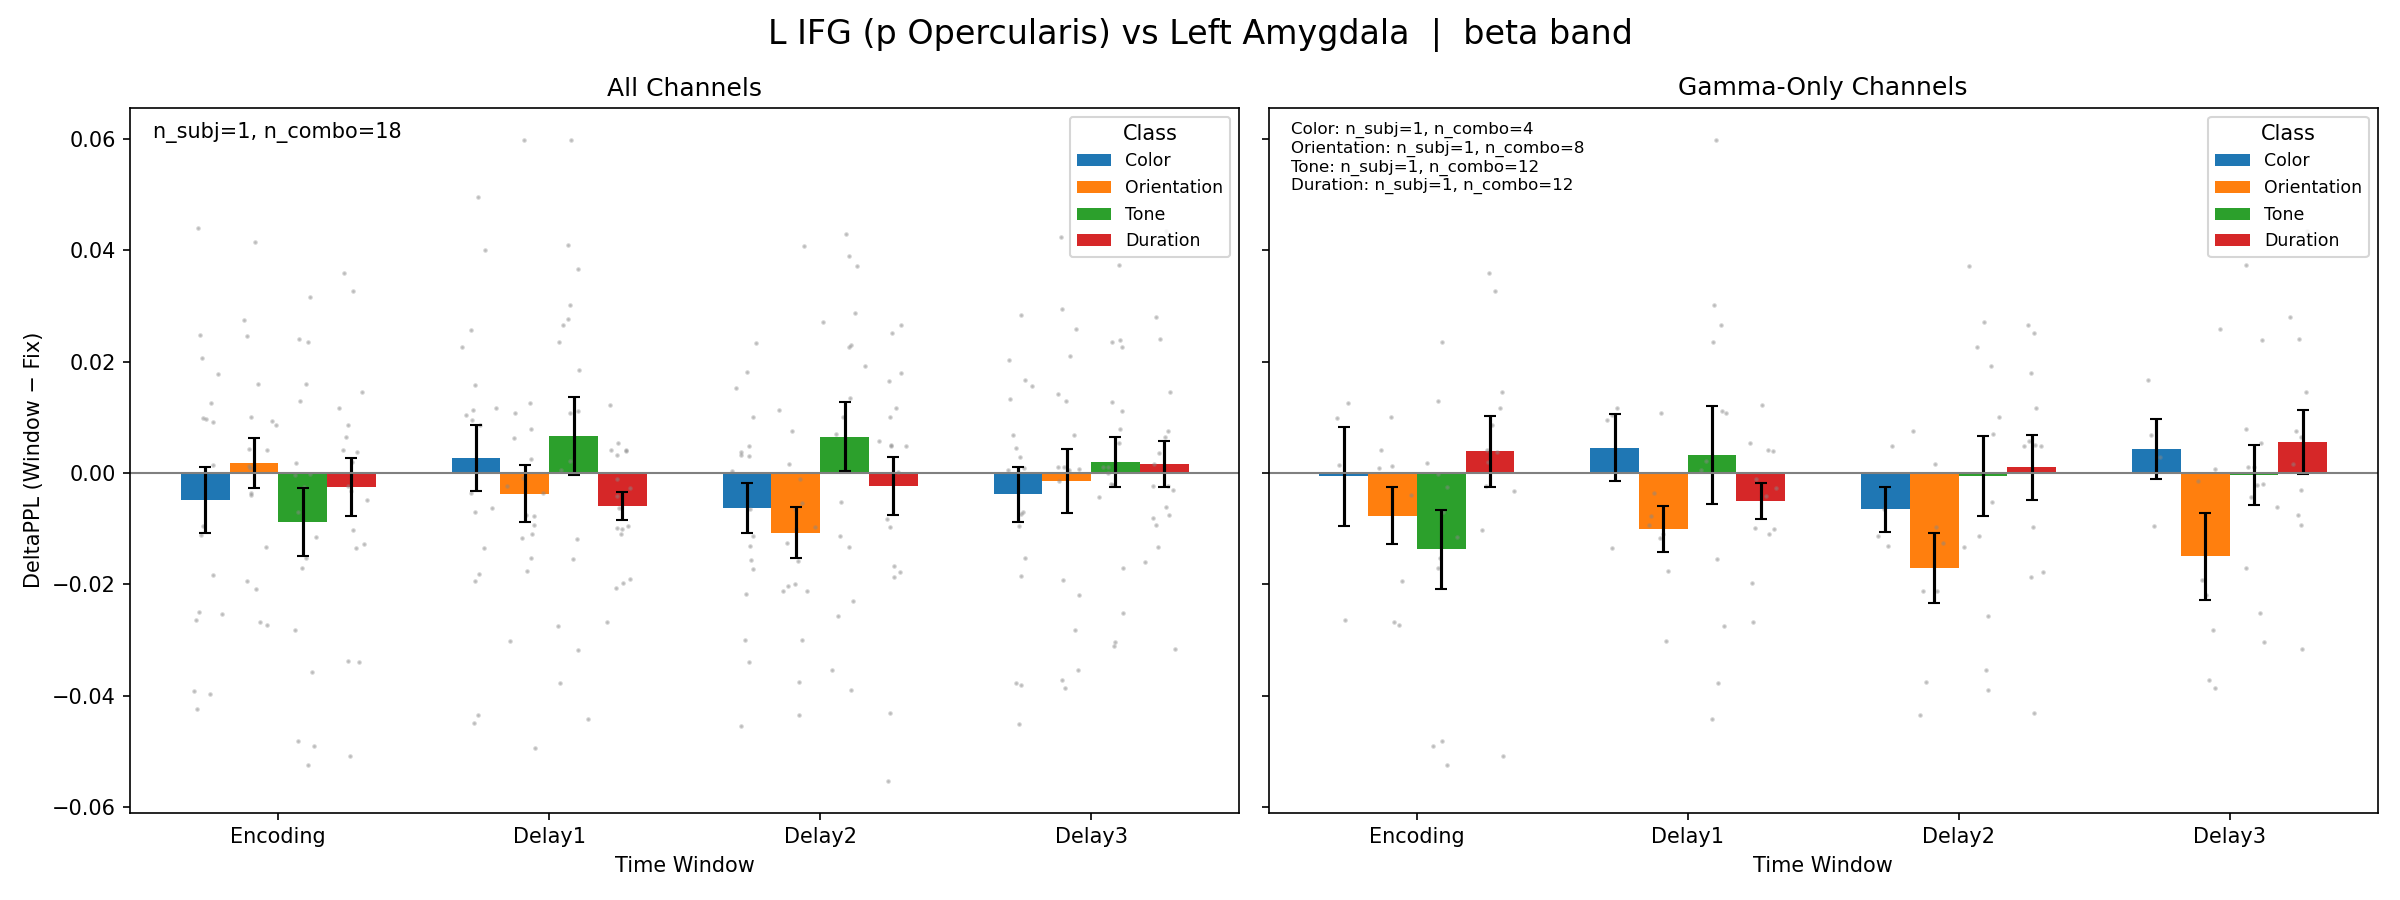 L IFG (p Opercularis) vs Left Amygdala | beta band
All Channels
n_subj=1, n_combo=18
Class
Color
Orientation
Tone
Duration
DeltaPPL (Window − Fix)
0.06
0.04
0.02
0.00
−0.02
−0.04
−0.06
Encoding
Delay1
Delay2
Delay3
Time Window
Gamma-Only Channels
Color: n_subj=1, n_combo=4
Orientation: n_subj=1, n_combo=8
Tone: n_subj=1, n_combo=12
Duration: n_subj=1, n_combo=12
Class
Color
Orientation
Tone
Duration
Encoding
Delay1
Delay2
Delay3
Time Window